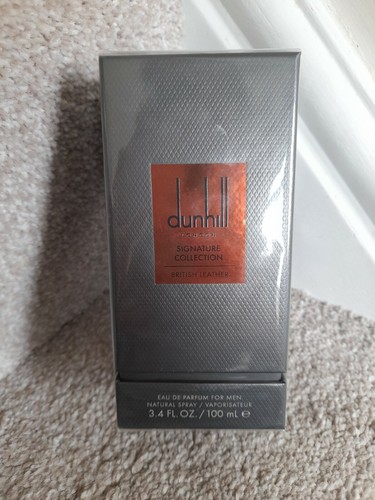 dunhill
LONDON
SIGNATURE
COLLECTION
BRITISH LEATHER
EAU DE PARFUM FOR MEN
NATURAL SPRAY / VAPORISATEUR
3.4 FL. OZ. / 100 mL ℮